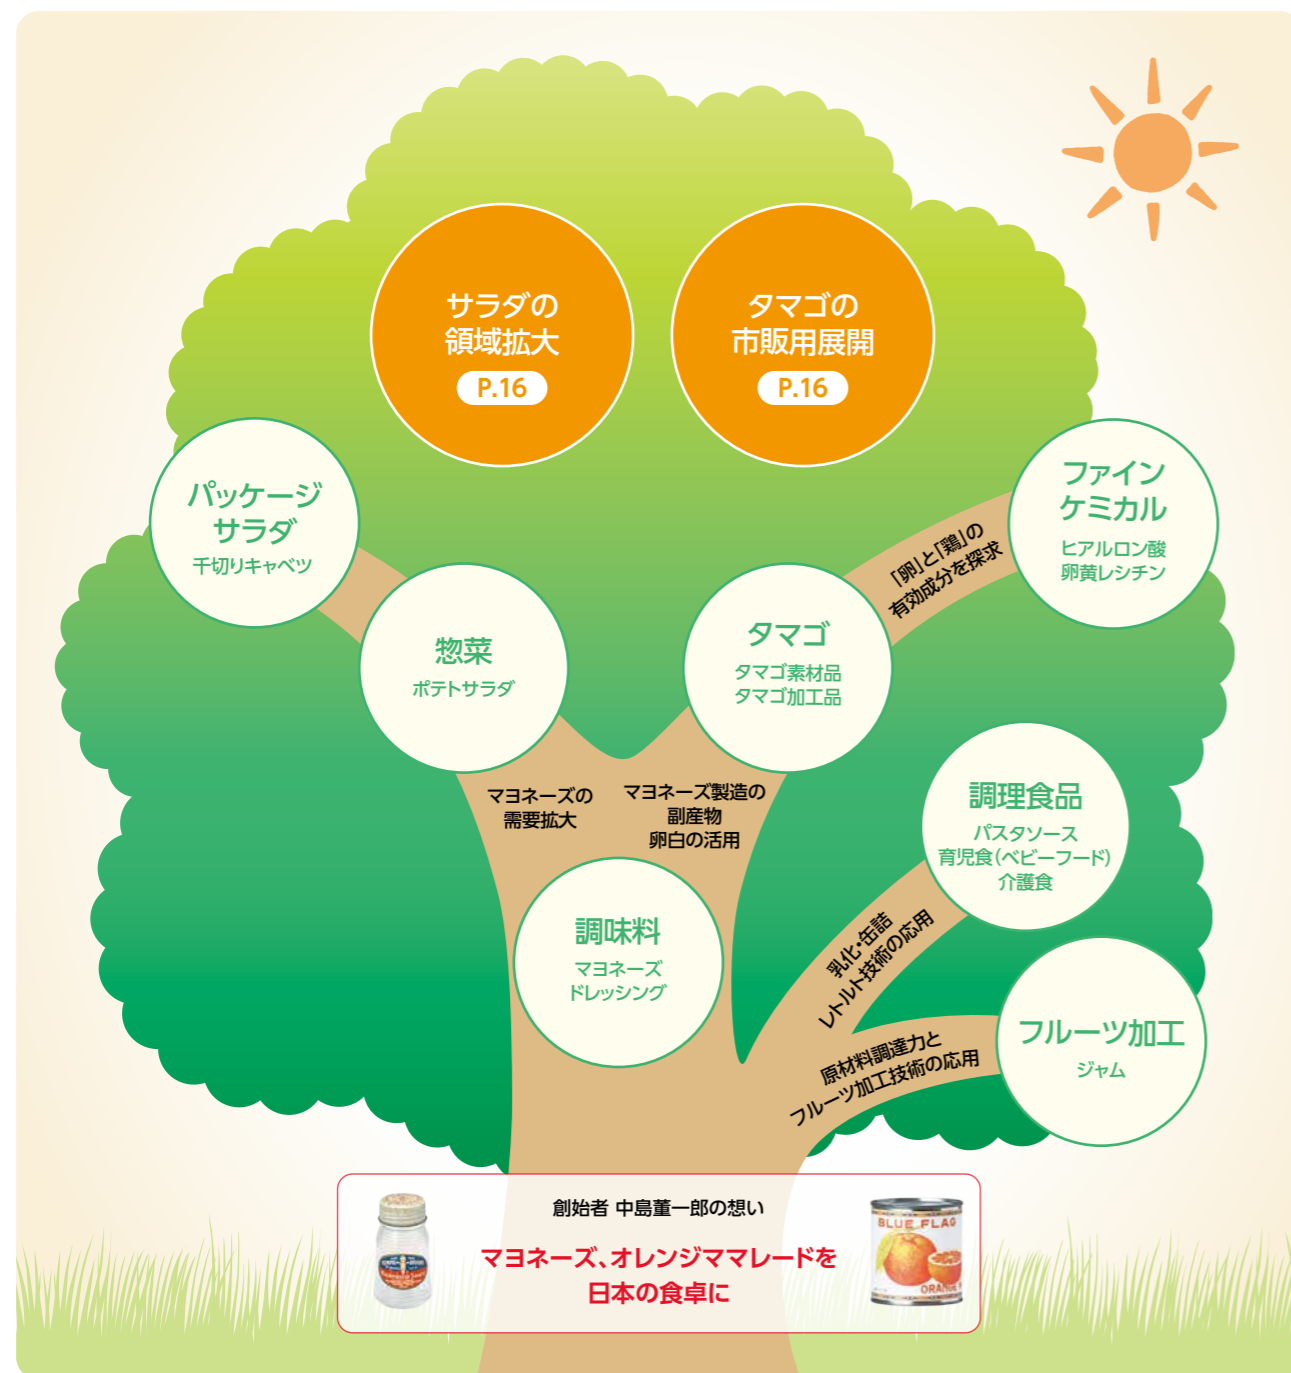 サラダの
領域拡大
P.16
タマゴの
市販用展開
P.16
パッケージ
サラダ
千切りキャベツ
ファイン
ケミカル
ヒアルロン酸
卵黄レシチン
「卵」と「鶏」の
有効成分を探求
惣菜
ポテトサラダ
タマゴ
タマゴ素材品
タマゴ加工品
マヨネーズの
需要拡大
マヨネーズ製造の
副産物
卵白の活用
調理食品
パスタソース
育児食(ベビーフード)
介護食
調味料
マヨネーズ
ドレッシング
乳化・缶詰
レトルト技術の応用
フルーツ加工
ジャム
原材料調達力と
フルーツ加工技術の応用
創始者 中島董一郎の想い
マヨネーズ、オレンジママレードを
日本の食卓に
BLUE FLAG